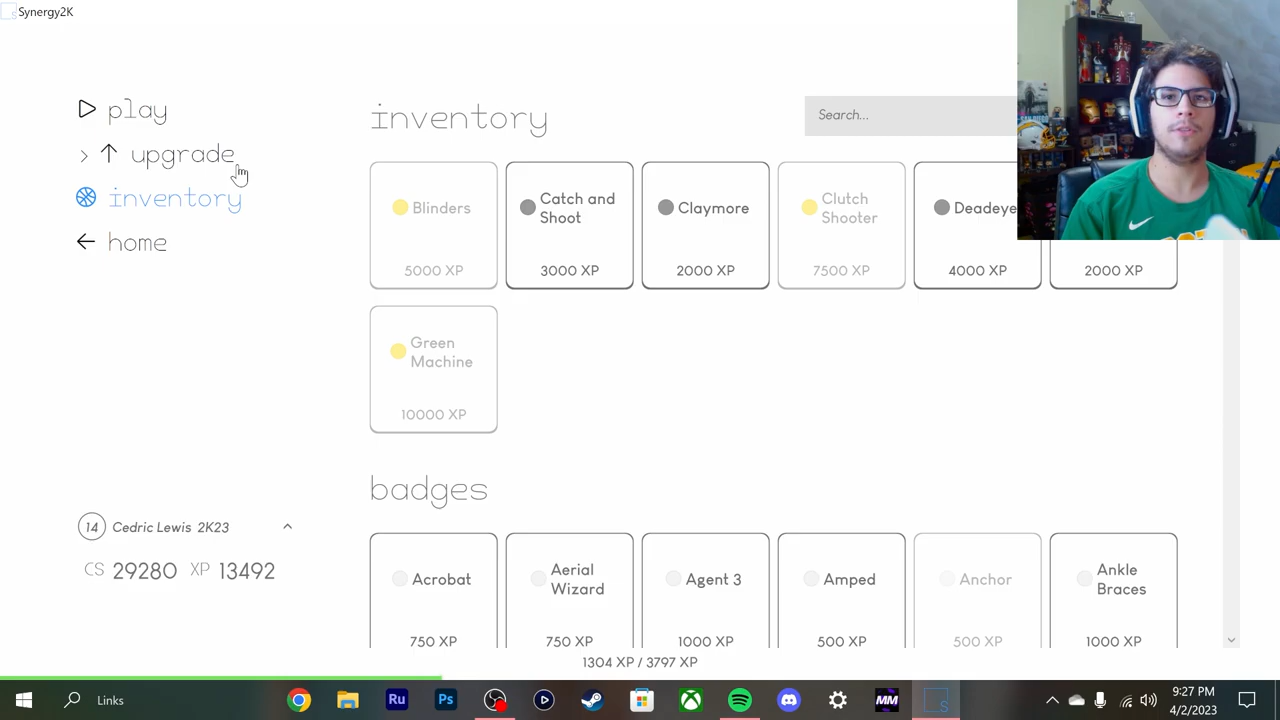 Synergy2K
play
upgrade
inventory
home
inventory
Search...
Blinders
5000 XP
Catch and
Shoot
3000 XP
Claymore
2000 XP
Clutch
Shooter
7500 XP
Deadeye
4000 XP
2000 XP
Green
Machine
10000 XP
badges
Acrobat
750 XP
Aerial
Wizard
750 XP
Agent 3
1000 XP
Amped
500 XP
Anchor
500 XP
Ankle
Braces
1000 XP
14 Cedric Lewis 2K23
CS 29280 XP 13492
1304 XP / 3797 XP
Links
Ru
Ps
MM
S
9:27 PM
4/2/2023